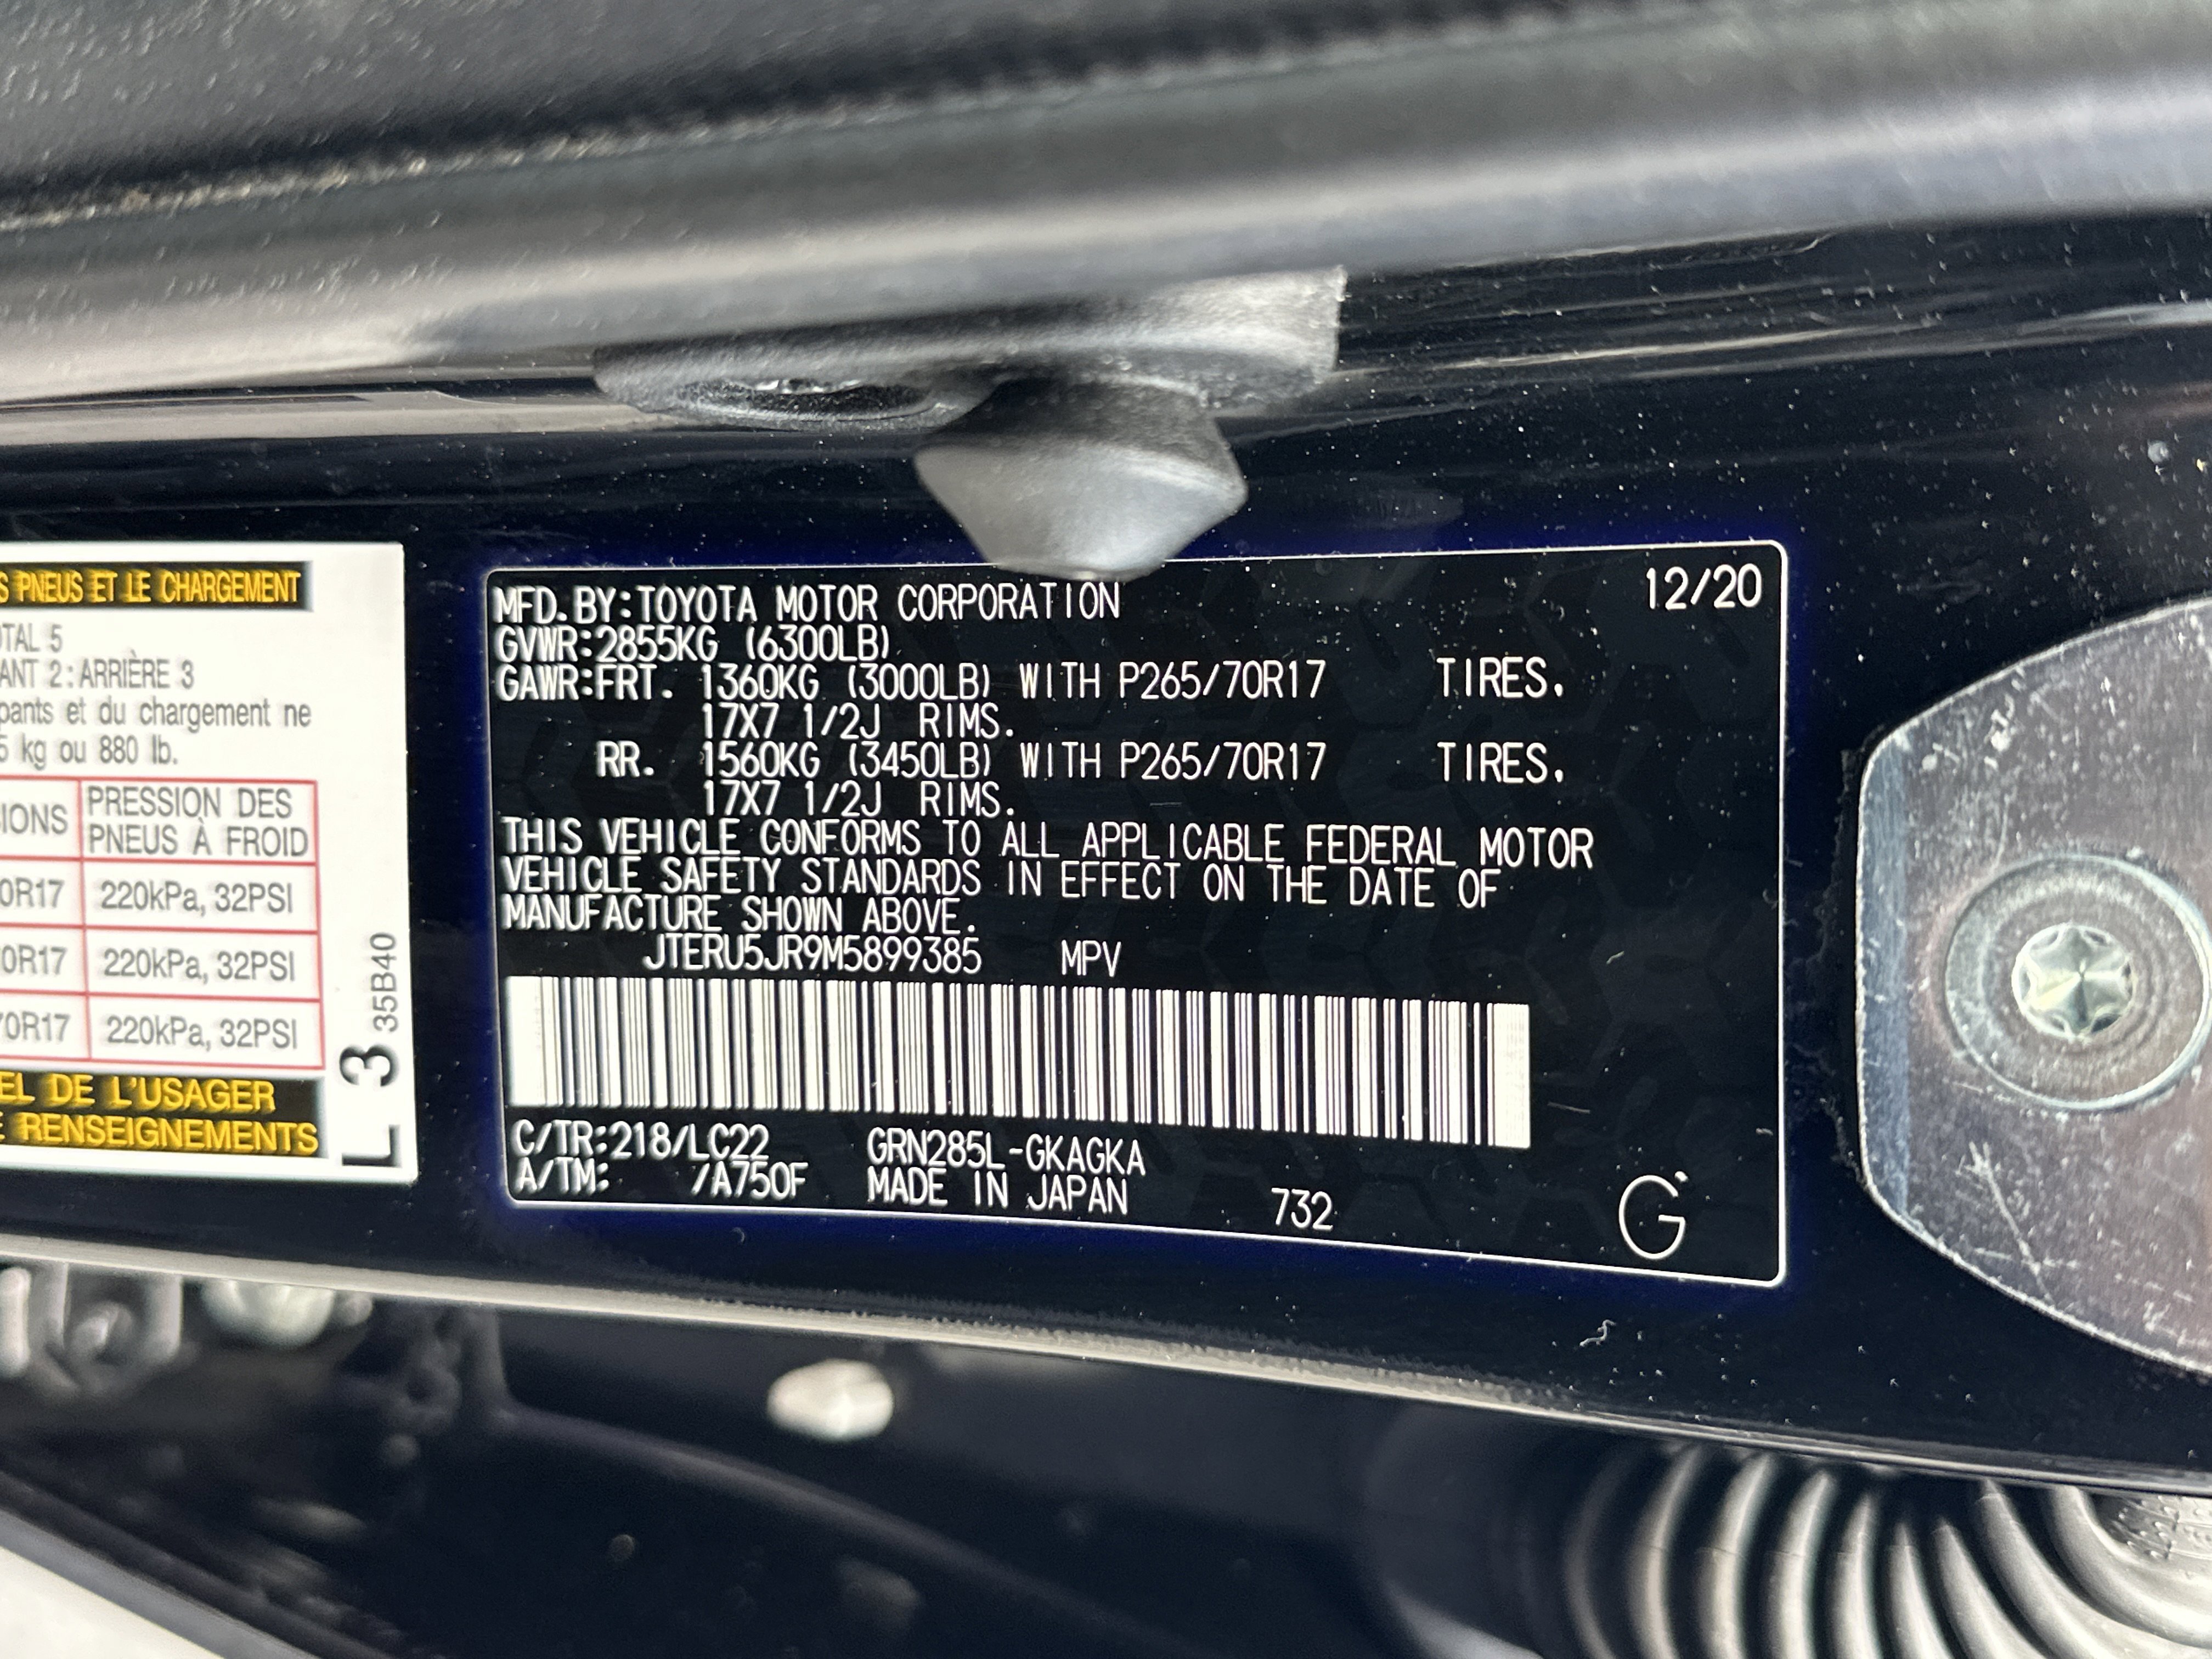 S PNEUS ET LE CHARGEMENT
OTAL 5
ANT 2: ARRIÈRE 3
pants et du chargement ne
5 kg ou 880 lb.
IONS PRESSION DES
PNEUS À FROID
0R17 220kPa, 32PSI
0R17 220kPa, 32PSI
70R17 220kPa, 32PSI
EL DE L'USAGER
E RENSEIGNEMENTS
L 3 35B40
12/20
MFD.BY:TOYOTA MOTOR CORPORATION
GVWR:2855KG (6300LB)
GAWR:FRT. 1360KG (3000LB) WITH P265/70R17 TIRES.
17X7 1/2J RIMS.
RR. 1560KG (3450LB) WITH P265/70R17 TIRES.
17X7 1/2J RIMS.
THIS VEHICLE CONFORMS TO ALL APPLICABLE FEDERAL MOTOR
VEHICLE SAFETY STANDARDS IN EFFECT ON THE DATE OF
MANUFACTURE SHOWN ABOVE.
JTERU5JR9M5899385 MPV
C/TR:218/LC22 GRN285L-GKAGKA
A/TM: /A750F MADE IN JAPAN 732 G